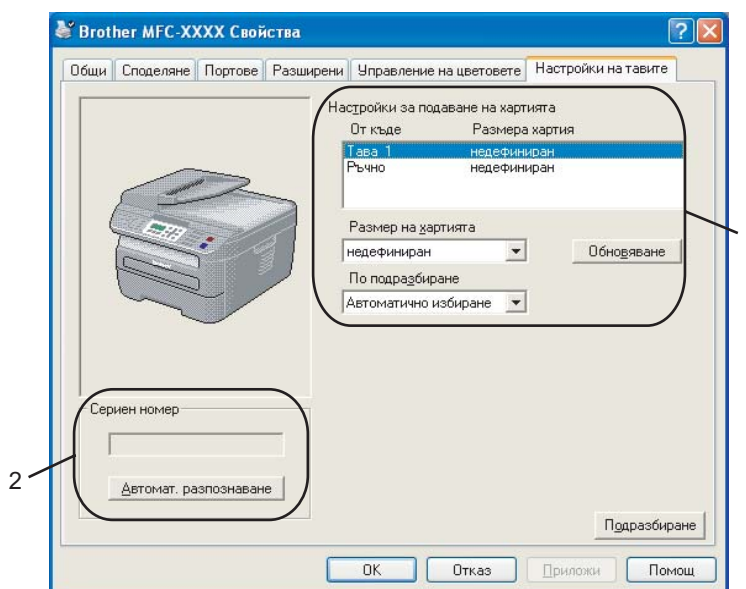 Brother MFC-XXXX Свойства
Общи Споделяне Портове Разширени Управление на цветовете Настройки на тавите
Настройки за подаване на хартията
От къде Размера хартия
Тава 1 недефиниран
Ръчно недефиниран
Размер на хартията
недефиниран Обновяване
По подразбиране
Автоматично избиране
Сериен номер
2
Автомат. разпознаване
Подразбиране
OK Отказ Приложи Помощ